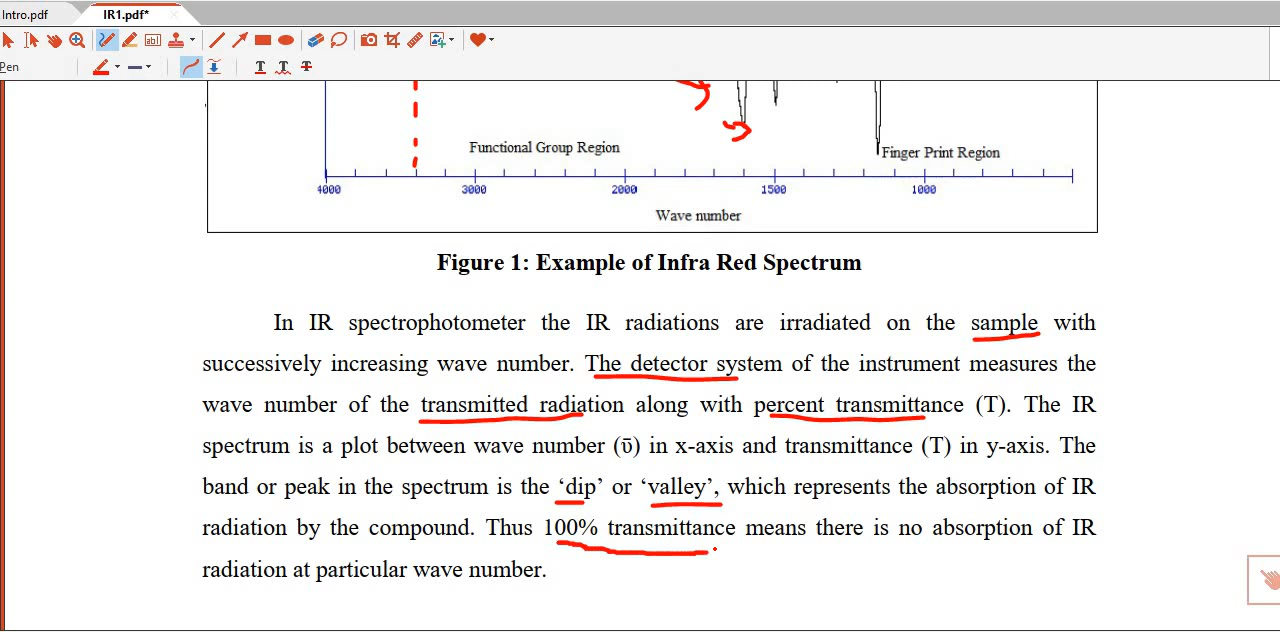 Intro.pdf
IR1.pdf*
Pen
Functional Group Region
Finger Print Region
4000 3000 2000 1500 1000
Wave number
Figure 1: Example of Infra Red Spectrum
In IR spectrophotometer the IR radiations are irradiated on the sample with
successively increasing wave number. The detector system of the instrument measures the
wave number of the transmitted radiation along with percent transmittance (T). The IR
spectrum is a plot between wave number (ῡ) in x-axis and transmittance (T) in y-axis. The
band or peak in the spectrum is the ‘dip’ or ‘valley’, which represents the absorption of IR
radiation by the compound. Thus 100% transmittance means there is no absorption of IR
radiation at particular wave number.